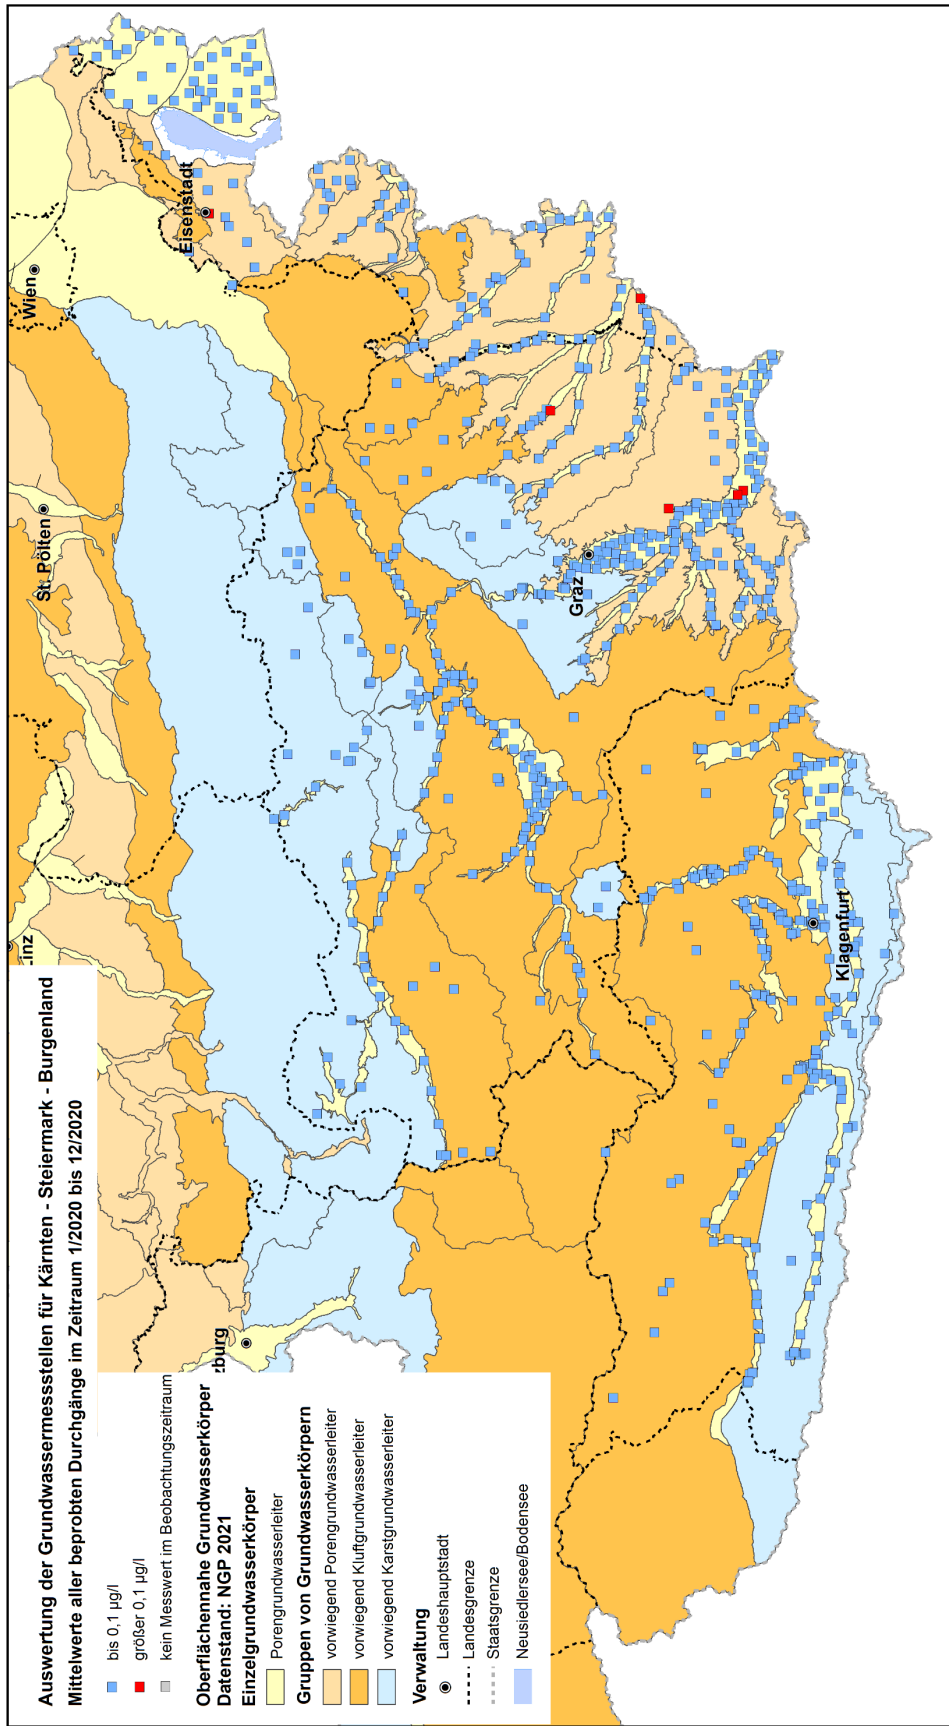 Auswertung der Grundwassermessstellen für Kärnten - Steiermark - Burgenland
Mittelwerte aller beprobten Durchgänge im Zeitraum 1/2020 bis 12/2020
bis 0,1 µg/l
größer 0,1 µg/l
kein Messwert im Beobachtungszeitraum
Oberflächennahe Grundwasserkörper
Datenstand: NGP 2021
Einzelgrundwasserkörper
Porengrundwasserleiter
Gruppen von Grundwasserkörpern
vorwiegend Porengrundwasserleiter
vorwiegend Kluftgrundwasserleiter
vorwiegend Karstgrundwasserleiter
Verwaltung
Landeshauptstadt
Landesgrenze
Staatsgrenze
Neusiedlersee/Bodensee
Linz
St. Pölten
Wien
Eisenstadt
zburg
Graz
Klagenfurt